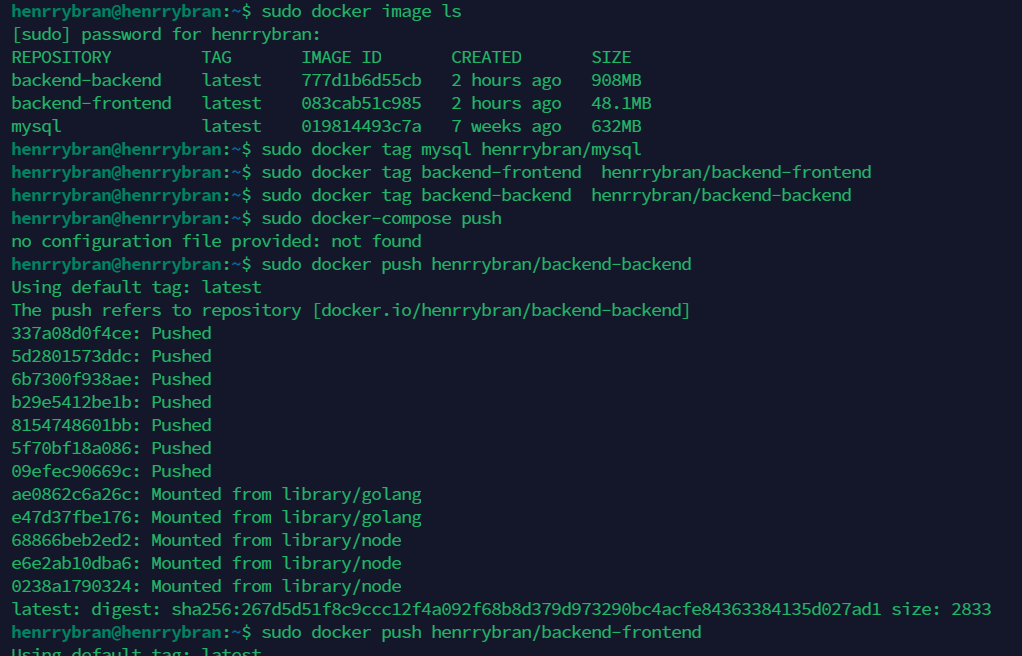 henrrybran@henrrybran:~$ sudo docker image ls
[sudo] password for henrrybran:
REPOSITORY         TAG       IMAGE ID       CREATED       SIZE
backend-backend    latest    777d1b6d55cb   2 hours ago   908MB
backend-frontend   latest    083cab51c985   2 hours ago   48.1MB
mysql              latest    019814493c7a   7 weeks ago   632MB
henrrybran@henrrybran:~$ sudo docker tag mysql henrrybran/mysql
henrrybran@henrrybran:~$ sudo docker tag backend-frontend  henrrybran/backend-frontend
henrrybran@henrrybran:~$ sudo docker tag backend-backend  henrrybran/backend-backend
henrrybran@henrrybran:~$ sudo docker-compose push
no configuration file provided: not found
henrrybran@henrrybran:~$ sudo docker push henrrybran/backend-backend
Using default tag: latest
The push refers to repository [docker.io/henrrybran/backend-backend]
337a08d0f4ce: Pushed
5d2801573ddc: Pushed
6b7300f938ae: Pushed
b29e5412be1b: Pushed
8154748601bb: Pushed
5f70bf18a086: Pushed
09efec90669c: Pushed
ae0862c6a26c: Mounted from library/golang
e47d37fbe176: Mounted from library/golang
68866beb2ed2: Mounted from library/node
e6e2ab10dba6: Mounted from library/node
0238a1790324: Mounted from library/node
latest: digest: sha256:267d5d51f8c9ccc12f4a092f68b8d379d973290bc4acfe84363384135d027ad1 size: 2833
henrrybran@henrrybran:~$ sudo docker push henrrybran/backend-frontend
Using default tag: latest